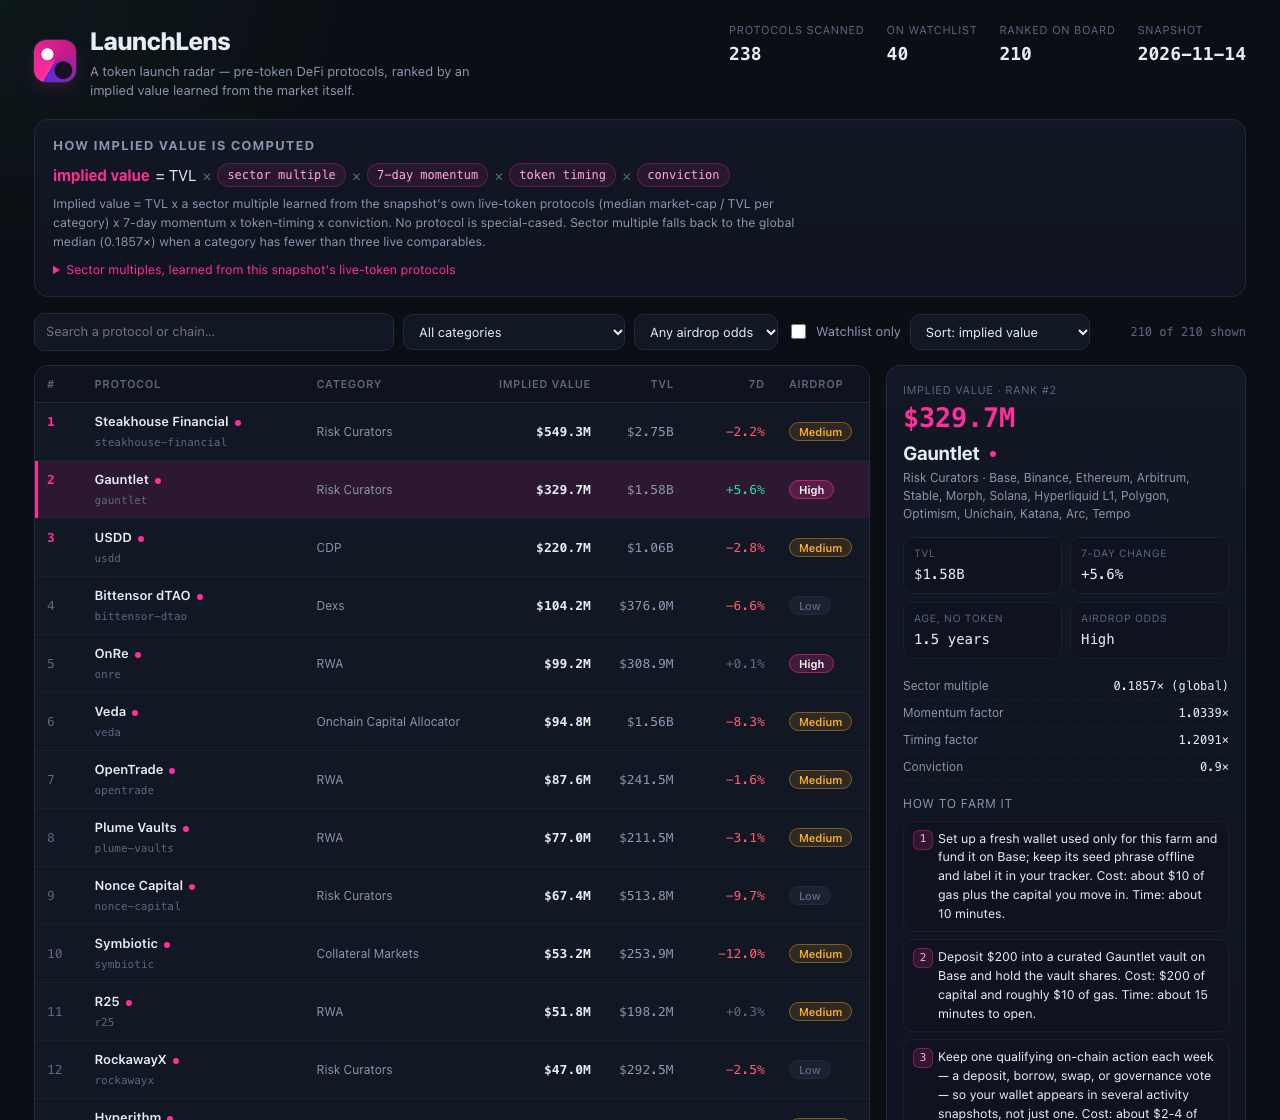 LaunchLens
A token launch radar — pre-token DeFi protocols, ranked by an
implied value learned from the market itself.
PROTOCOLS SCANNED
238
ON WATCHLIST
40
RANKED ON BOARD
210
SNAPSHOT
2026-11-14
HOW IMPLIED VALUE IS COMPUTED
implied value = TVL × sector multiple × 7-day momentum × token timing × conviction
Implied value = TVL x a sector multiple learned from the snapshot's own live-token protocols (median market-cap / TVL per
category) x 7-day momentum x token-timing x conviction. No protocol is special-cased. Sector multiple falls back to the global
median (0.1857×) when a category has fewer than three live comparables.
▶ Sector multiples, learned from this snapshot's live-token protocols
Search a protocol or chain... All categories Any airdrop odds Watchlist only Sort: implied value 210 of 210 shown
# PROTOCOL CATEGORY IMPLIED VALUE TVL 7D AIRDROP
1 Steakhouse Financial Risk Curators $549.3M $2.75B −2.2% Medium
steakhouse-financial
2 Gauntlet Risk Curators $329.7M $1.58B +5.6% High
gauntlet
3 USDD CDP $220.7M $1.06B −2.8% Medium
usdd
4 Bittensor dTAO Dexs $104.2M $376.0M −6.6% Low
bittensor-dtao
5 OnRe RWA $99.2M $308.9M +0.1% High
onre
6 Veda Onchain Capital Allocator $94.8M $1.56B −8.3% Medium
veda
7 OpenTrade RWA $87.6M $241.5M −1.6% Medium
opentrade
8 Plume Vaults RWA $77.0M $211.5M −3.1% Medium
plume-vaults
9 Nonce Capital Risk Curators $67.4M $513.8M −9.7% Low
nonce-capital
10 Symbiotic Collateral Markets $53.2M $253.9M −12.0% Medium
symbiotic
11 R25 RWA $51.8M $198.2M +0.3% Medium
r25
12 RockawayX Risk Curators $47.0M $292.5M −2.5% Low
rockawayx
Hyperithm
IMPLIED VALUE · RANK #2
$329.7M
Gauntlet
Risk Curators · Base, Binance, Ethereum, Arbitrum,
Stable, Morph, Solana, Hyperliquid L1, Polygon,
Optimism, Unichain, Katana, Arc, Tempo
TVL
$1.58B
7-DAY CHANGE
+5.6%
AGE, NO TOKEN
1.5 years
AIRDROP ODDS
High
Sector multiple 0.1857× (global)
Momentum factor 1.0339×
Timing factor 1.2091×
Conviction 0.9×
HOW TO FARM IT
1 Set up a fresh wallet used only for this farm and
fund it on Base; keep its seed phrase offline
and label it in your tracker. Cost: about $10 of
gas plus the capital you move in. Time: about
10 minutes.
2 Deposit $200 into a curated Gauntlet vault on
Base and hold the vault shares. Cost: $200 of
capital and roughly $10 of gas. Time: about 15
minutes to open.
3 Keep one qualifying on-chain action each week
— a deposit, borrow, swap, or governance vote
— so your wallet appears in several activity
snapshots, not just one. Cost: about $2-4 of